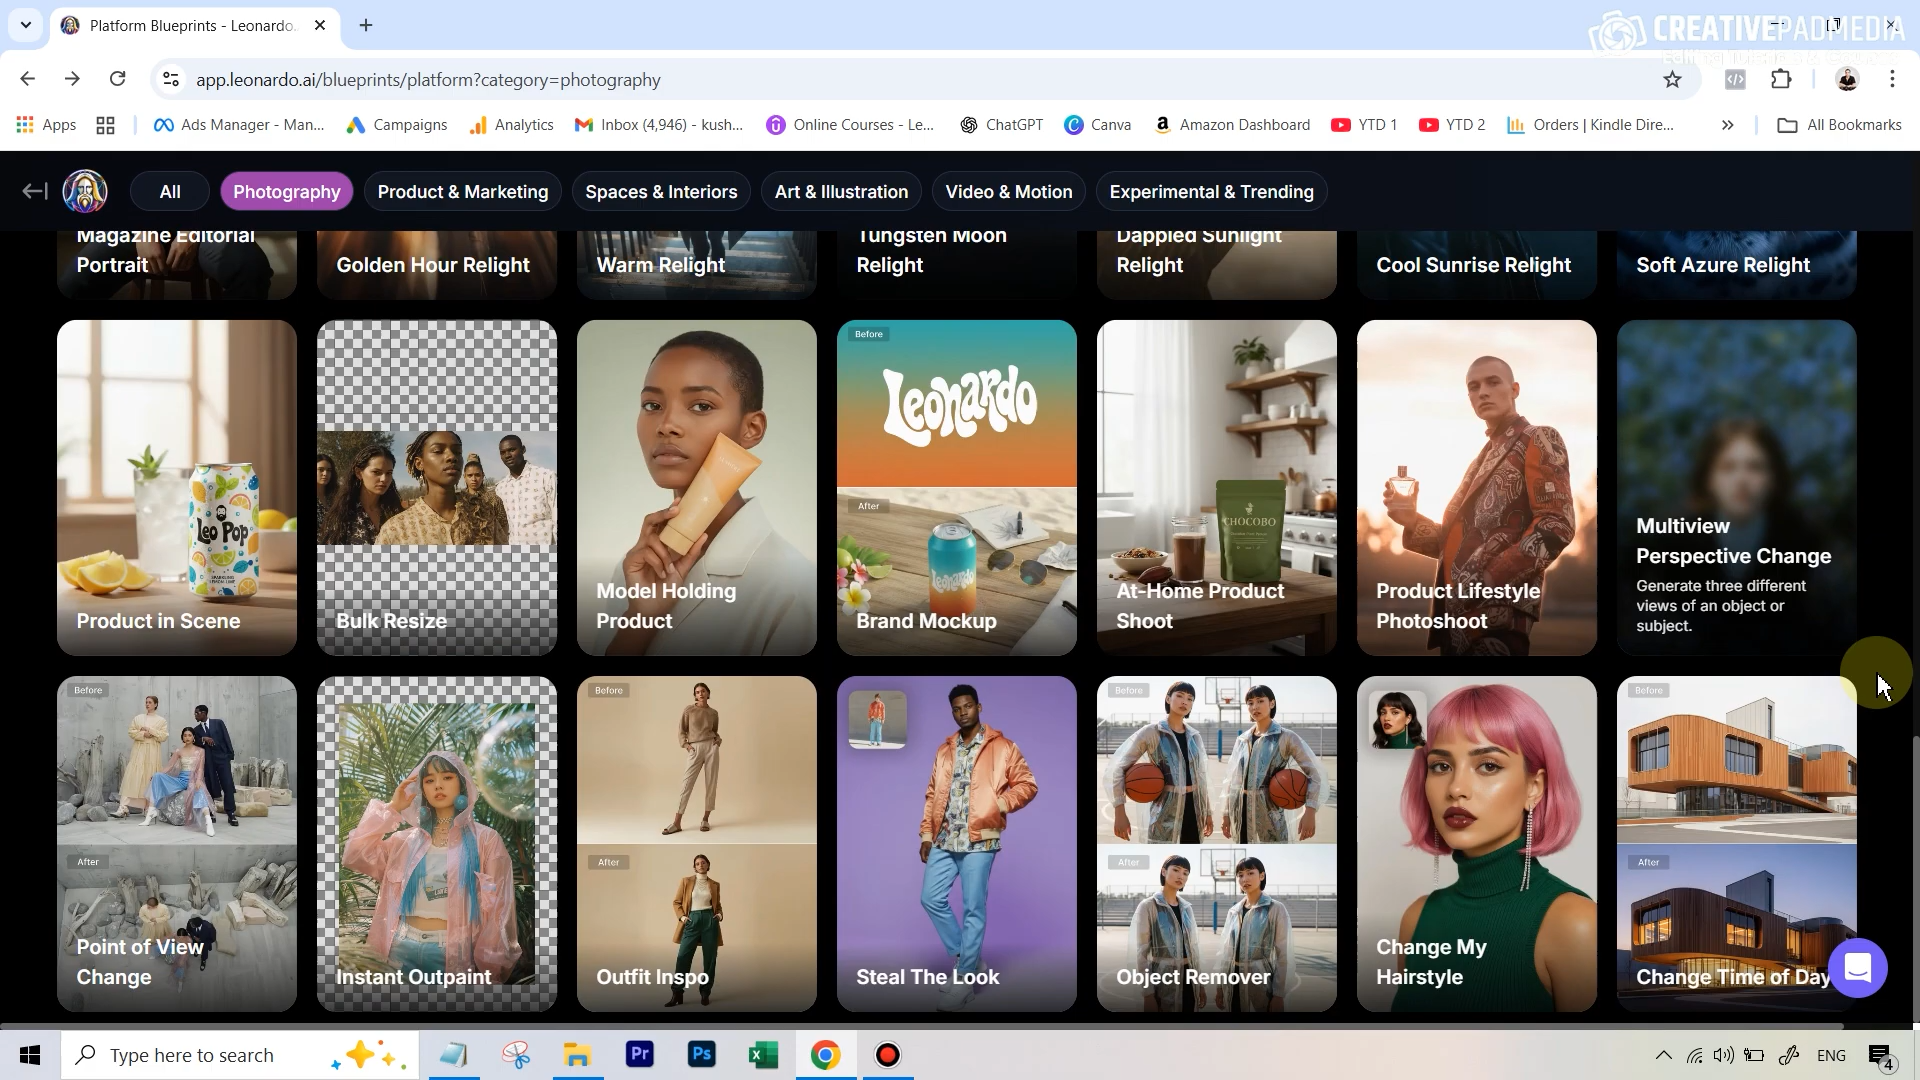 Platform Blueprints - Leonardo.
CREATIVEPADMEDIA
app.leonardo.ai/blueprints/platform?category=photography
Apps
Ads Manager - Man...
Campaigns
Analytics
Inbox (4,946) - kush...
Online Courses - Le...
ChatGPT
Canva
Amazon Dashboard
YTD 1
YTD 2
Orders | Kindle Dire...
All Bookmarks
All
Photography
Product & Marketing
Spaces & Interiors
Art & Illustration
Video & Motion
Experimental & Trending
Magazine Editorial
Portrait
Golden Hour Relight
Warm Relight
Tungsten Moon
Relight
Dappled Sunlight
Relight
Cool Sunrise Relight
Soft Azure Relight
Leo Pop
Product in Scene
Bulk Resize
Model Holding
Product
Before
Leonardo
After
Leonardo
Brand Mockup
CHOCOBO
At-Home Product
Shoot
Product Lifestyle
Photoshoot
Multiview
Perspective Change
Generate three different
views of an object or
subject.
Before
After
Point of View
Change
Instant Outpaint
Before
After
Outfit Inspo
Steal The Look
Before
After
Object Remover
Change My
Hairstyle
Before
After
Change Time of Day
Type here to search
Pr
Ps
ENG
4